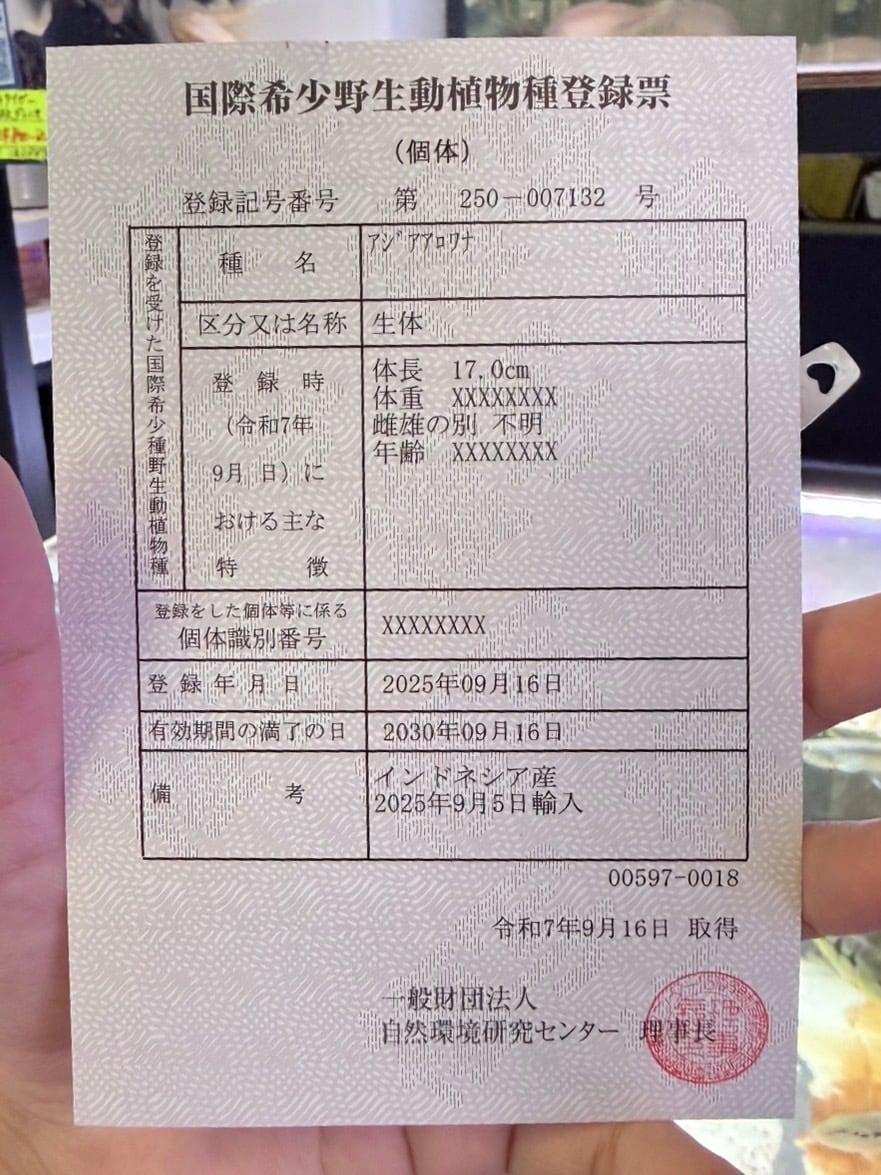 国際希少野生動植物種登録票
(個体)
登録記号番号 第 250-007132 号
登録を受けた国際希少種野生動植物種
種 名
ｱｼﾞｱｱﾛﾜﾅ
区分又は名称
生体
登 録 時
(令和7年
9月 日)に
おける主な
特 徴
体長 17.0cm
体重 XXXXXXXX
雌雄の別 不明
年齢 XXXXXXXX
登録をした個体等に係る
個体識別番号
XXXXXXXX
登 録 年 月 日
2025年09月16日
有効期間の満了の日
2030年09月16日
備 考
インドネシア産
2025年9月5日輸入
00597-0018
令和7年9月16日 取得
一般財団法人
自然環境研究センター 理事長